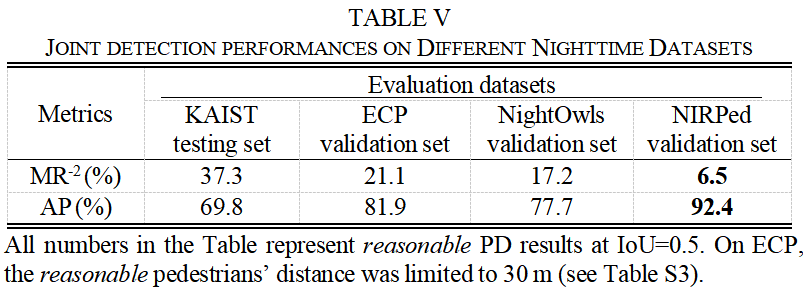 TABLE V
JOINT DETECTION PERFORMANCES ON DIFFERENT NIGHTTIME DATASETS
Metrics
Evaluation datasets
KAIST testing set
ECP validation set
NightOwls validation set
NIRPed validation set
MR-2 (%) 37.3 21.1 17.2 6.5
AP (%) 69.8 81.9 77.7 92.4
All numbers in the Table represent reasonable PD results at IoU=0.5. On ECP,
the reasonable pedestrians’ distance was limited to 30 m (see Table S3).